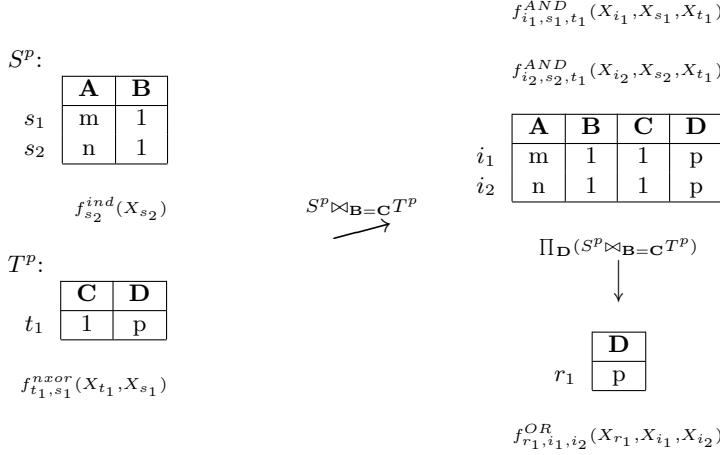 S^p:
A B
s_1 m 1
s_2 n 1
f^{ind}_{s_2}(X_{s_2})
T^p:
C D
t_1 1 p
f^{nxor}_{t_1,s_1}(X_{t_1},X_{s_1})
S^p⋈_{B=C}T^p
f^{AND}_{i_1,s_1,t_1}(X_{i_1},X_{s_1},X_{t_1})
f^{AND}_{i_2,s_2,t_1}(X_{i_2},X_{s_2},X_{t_1})
A B C D
i_1 m 1 1 p
i_2 n 1 1 p
∏_D(S^p⋈_{B=C}T^p)
D
r_1 p
f^{OR}_{r_1,i_1,i_2}(X_{r_1},X_{i_1},X_{i_2})